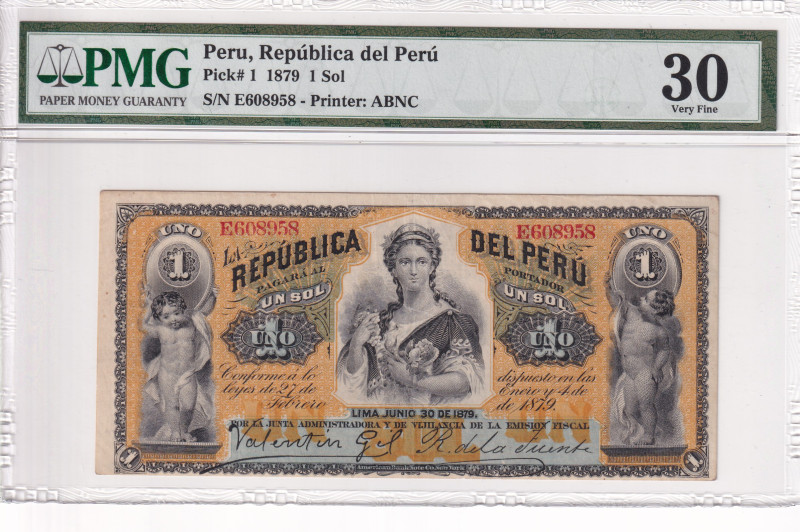 PMG
PAPER MONEY GUARANTY
Peru, República del Perú
Pick# 1 1879 1 Sol
S/N E608958 - Printer: ABNC
30
Very Fine
E608958
E608958
UNO
UNO
1
1
LA
REPÚBLICA
DEL PERÚ
PAGARÁ AL
PORTADOR
UN SOL
UN SOL
UNO
UNO
Conforme á lo
dispuesto en las
leyes de 27 de
Enero y 4 de
Febrero
de 1879.
LIMA JUNIO 30 DE 1879.
POR LA JUNTA ADMINISTRADORA Y DE VIJILANCIA DE LA EMISION FISCAL
Valentin Gil R. de la Fuente
1
1
American Bank Note Co. New York.